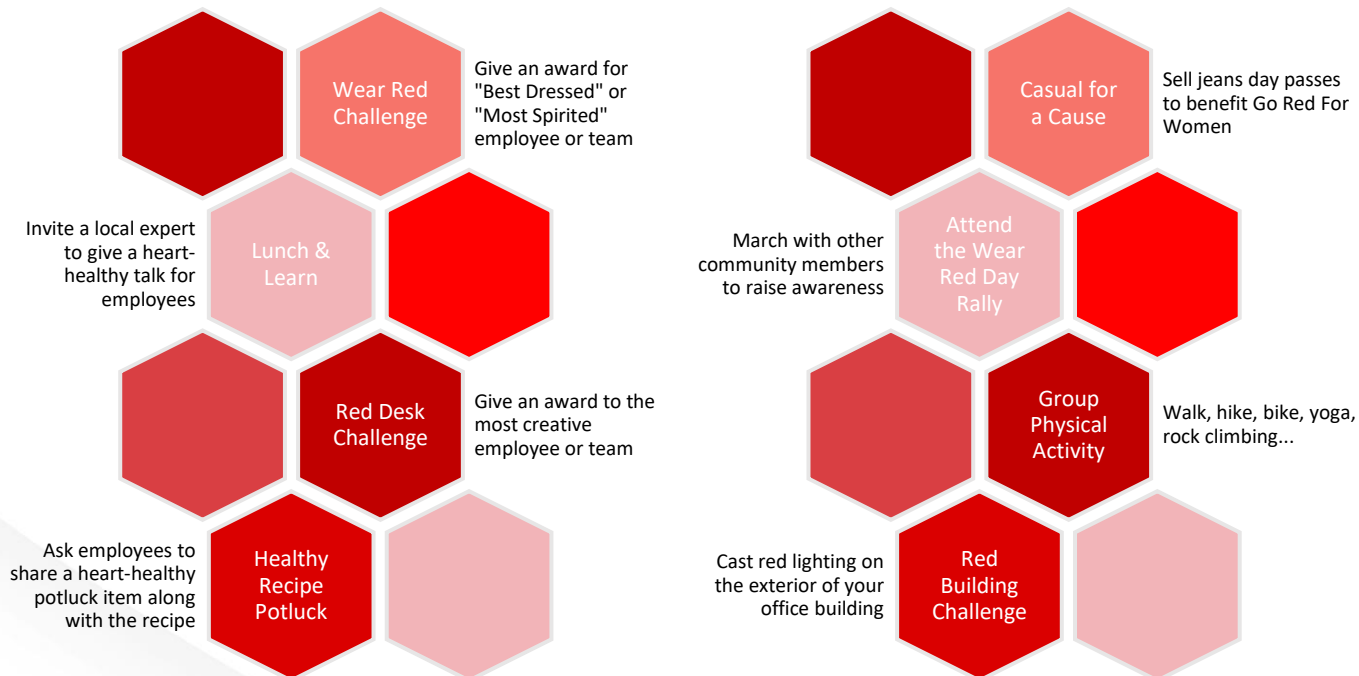 Wear Red
Challenge
Give an award for
"Best Dressed" or
"Most Spirited"
employee or team
Invite a local expert
to give a heart-
healthy talk for
employees
Lunch &
Learn
Red Desk
Challenge
Give an award to the
most creative
employee or team
Ask employees to
share a heart-healthy
potluck item along
with the recipe
Healthy
Recipe
Potluck
Casual for
a Cause
Sell jeans day passes
to benefit Go Red For
Women
March with other
community members
to raise awareness
Attend
the Wear
Red Day
Rally
Group
Physical
Activity
Walk, hike, bike, yoga,
rock climbing...
Cast red lighting on
the exterior of your
office building
Red
Building
Challenge